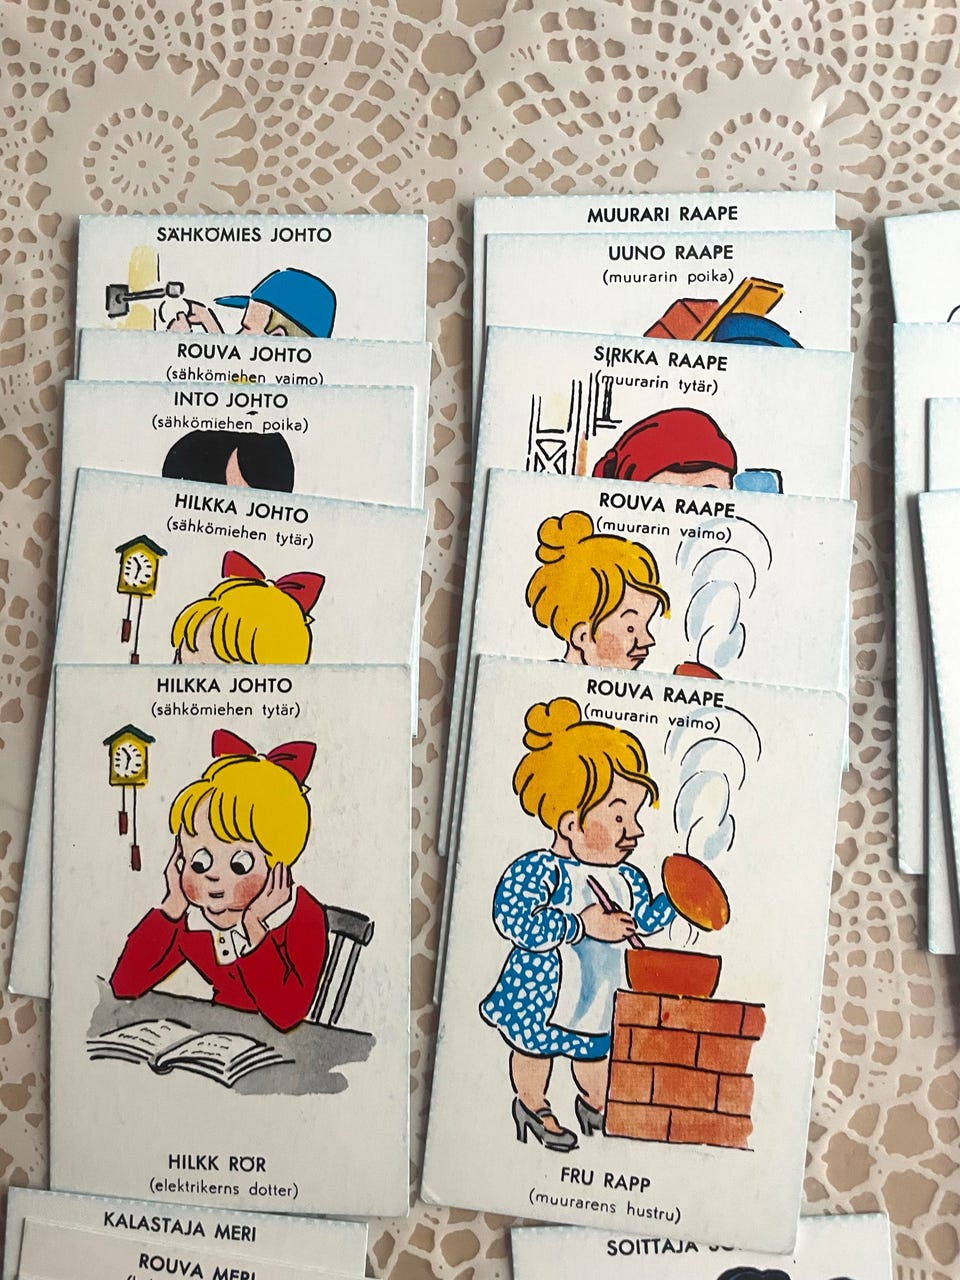 SÄHKÖMIES JOHTO
ROUVA JOHTO
(sähkömiehen vaimo)
INTO JOHTO
(sähkömiehen poika)
HILKKA JOHTO
(sähkömiehen tytär)
HILKKA JOHTO
(sähkömiehen tytär)
HILKK RÖR
(elektrikerns dotter)
MUURARI RAAPE
UUNO RAAPE
(muurarin poika)
SIRKKA RAAPE
(muurarin tytär)
ROUVA RAAPE
(muurarin vaimo)
ROUVA RAAPE
(muurarin vaimo)
FRU RAPP
(muurarens hustru)
KALASTAJA MERI
ROUVA MERI
SOITTAJA